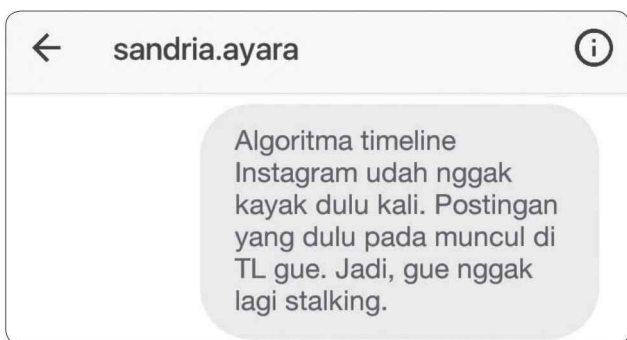 sandria.ayara
Algoritma timeline
Instagram udah nggak
kayak dulu kali. Postingan
yang dulu pada muncul di
TL gue. Jadi, gue nggak
lagi stalking.